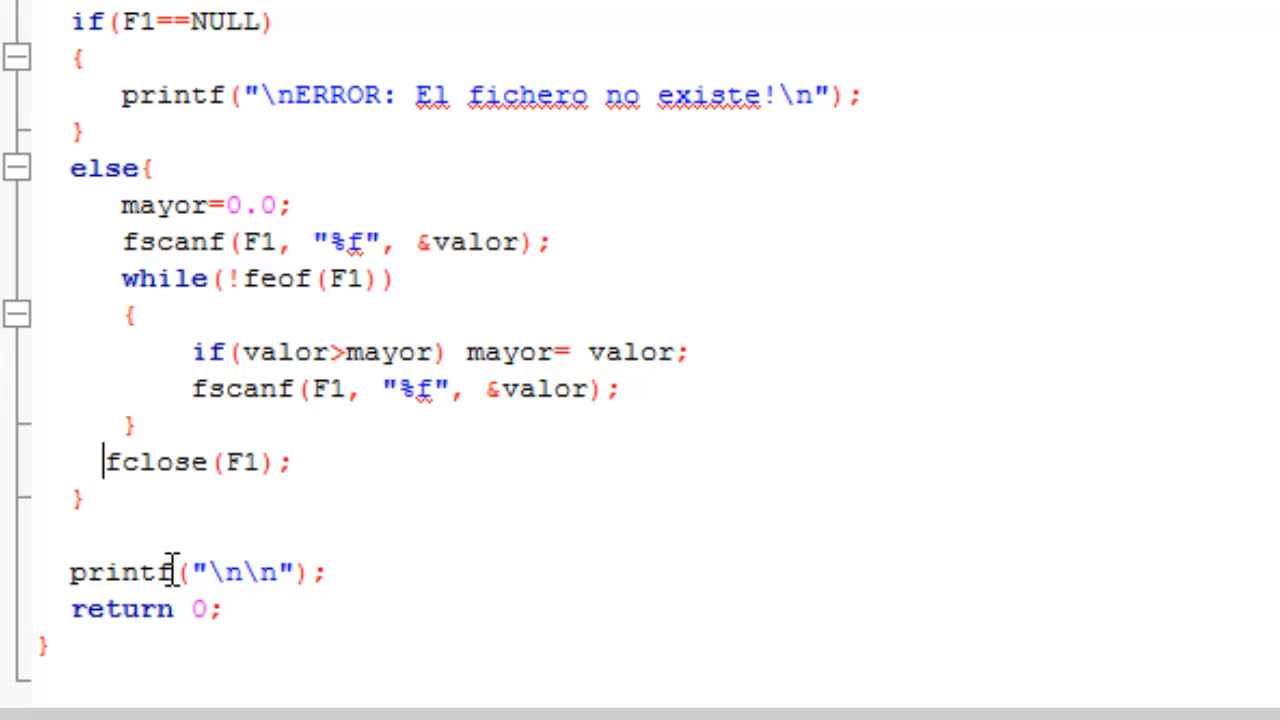 if(F1==NULL)
{
printf("\nERROR: El fichero no existe!\n");
}
else{
mayor=0.0;
fscanf(F1, "%f", &valor);
while(!feof(F1))
{
if(valor>mayor) mayor= valor;
fscanf(F1, "%f", &valor);
}
fclose(F1);
}
printf("\n\n");
return 0;
}